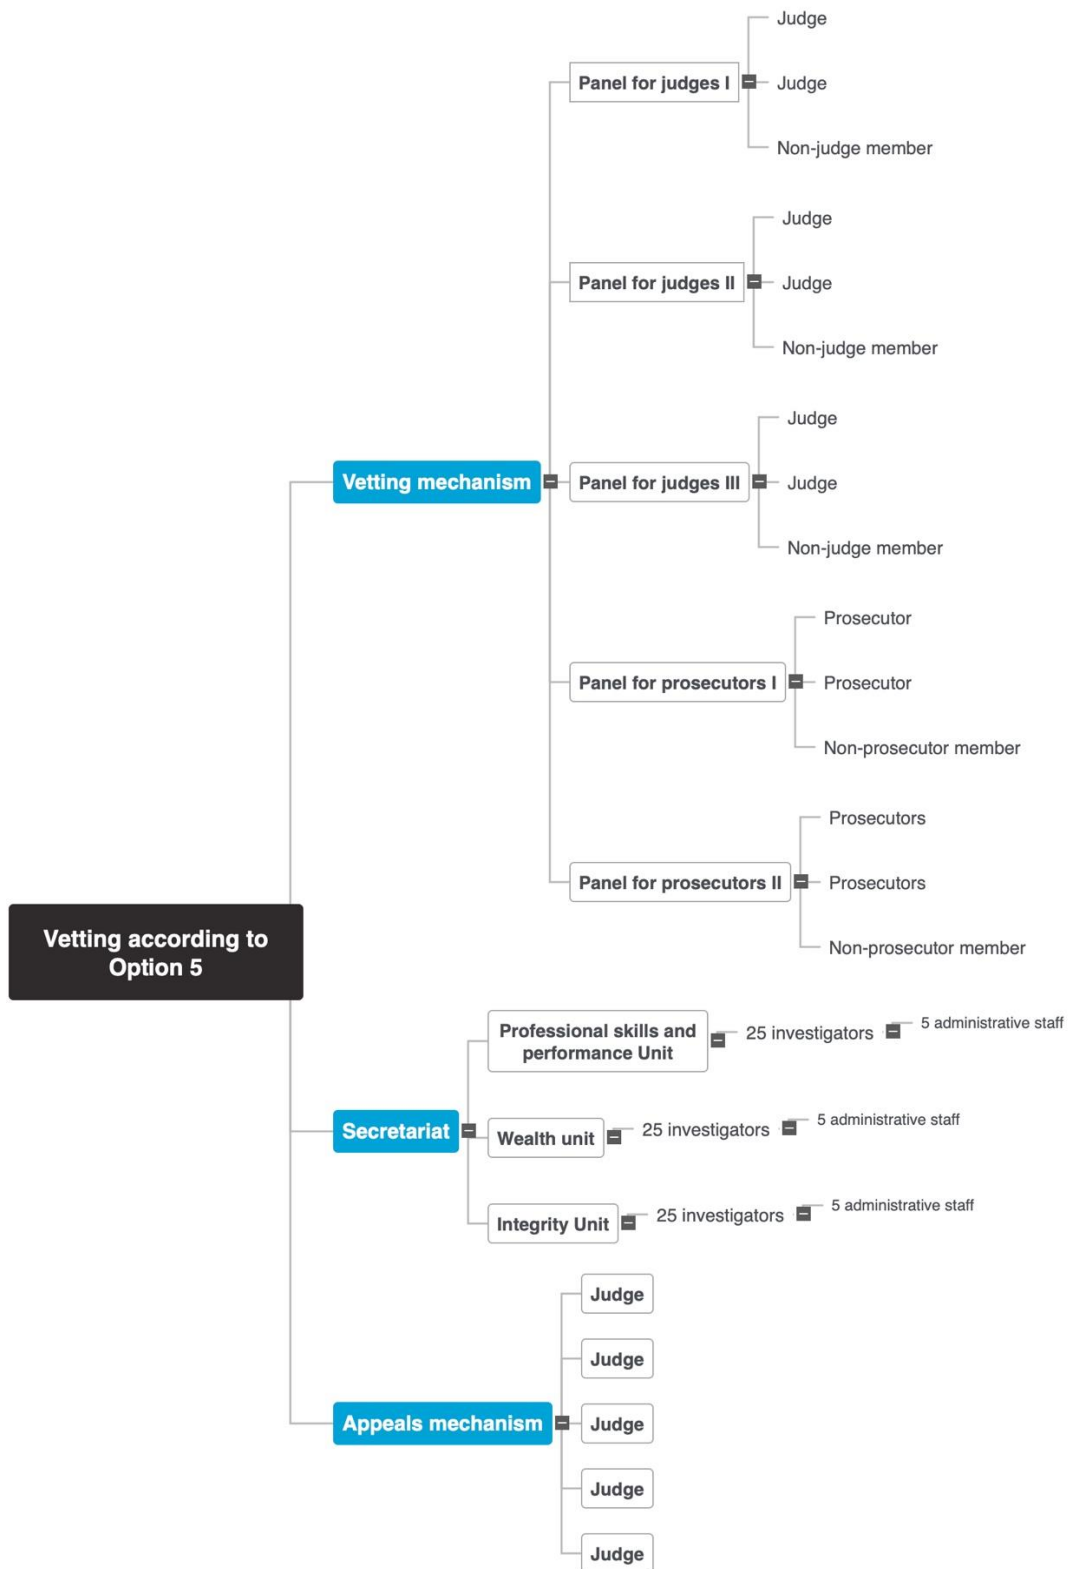 Vetting according to
Option 5
Vetting mechanism
Panel for judges I
Judge
Judge
Non-judge member
Panel for judges II
Judge
Judge
Non-judge member
Panel for judges III
Judge
Judge
Non-judge member
Panel for prosecutors I
Prosecutor
Prosecutor
Non-prosecutor member
Panel for prosecutors II
Prosecutors
Prosecutors
Non-prosecutor member
Secretariat
Professional skills and
performance Unit
25 investigators
5 administrative staff
Wealth unit
25 investigators
5 administrative staff
Integrity Unit
25 investigators
5 administrative staff
Appeals mechanism
Judge
Judge
Judge
Judge
Judge